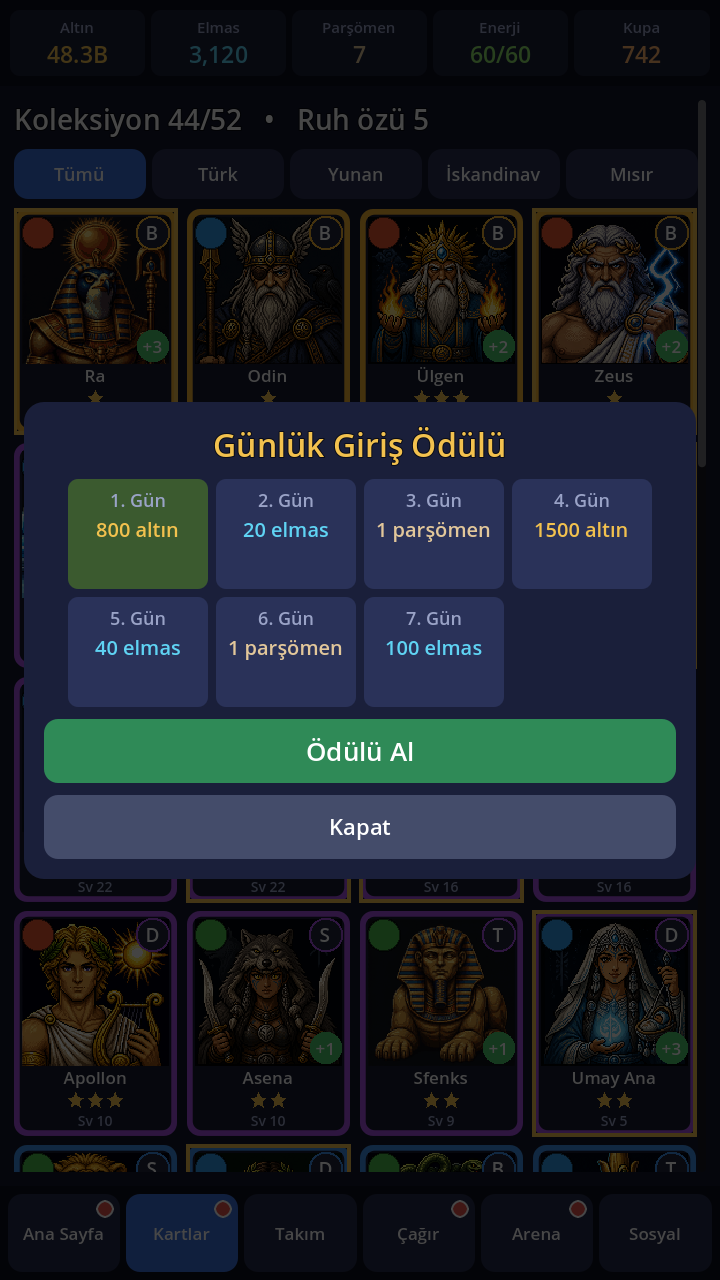 Altın Elmas Parşömen Enerji Kupa
48.3B 3,120 7 60/60 742
Koleksiyon 44/52 • Ruh özü 5
Tümü Türk Yunan İskandinav Mısır
B B B B
+3 +2 +2
Ra Odin Ülgen Zeus
Günlük Giriş Ödülü
1. Gün 2. Gün 3. Gün 4. Gün
800 altın 20 elmas 1 parşömen 1500 altın
5. Gün 6. Gün 7. Gün
40 elmas 1 parşömen 100 elmas
Ödülü Al
Kapat
Sv 22 Sv 22 Sv 16 Sv 16
D S T D
+1 +1 +3
Apollon Asena Sfenks Umay Ana
Sv 10 Sv 10 Sv 9 Sv 5
S D B T
Ana Sayfa Kartlar Takım Çağır Arena Sosyal